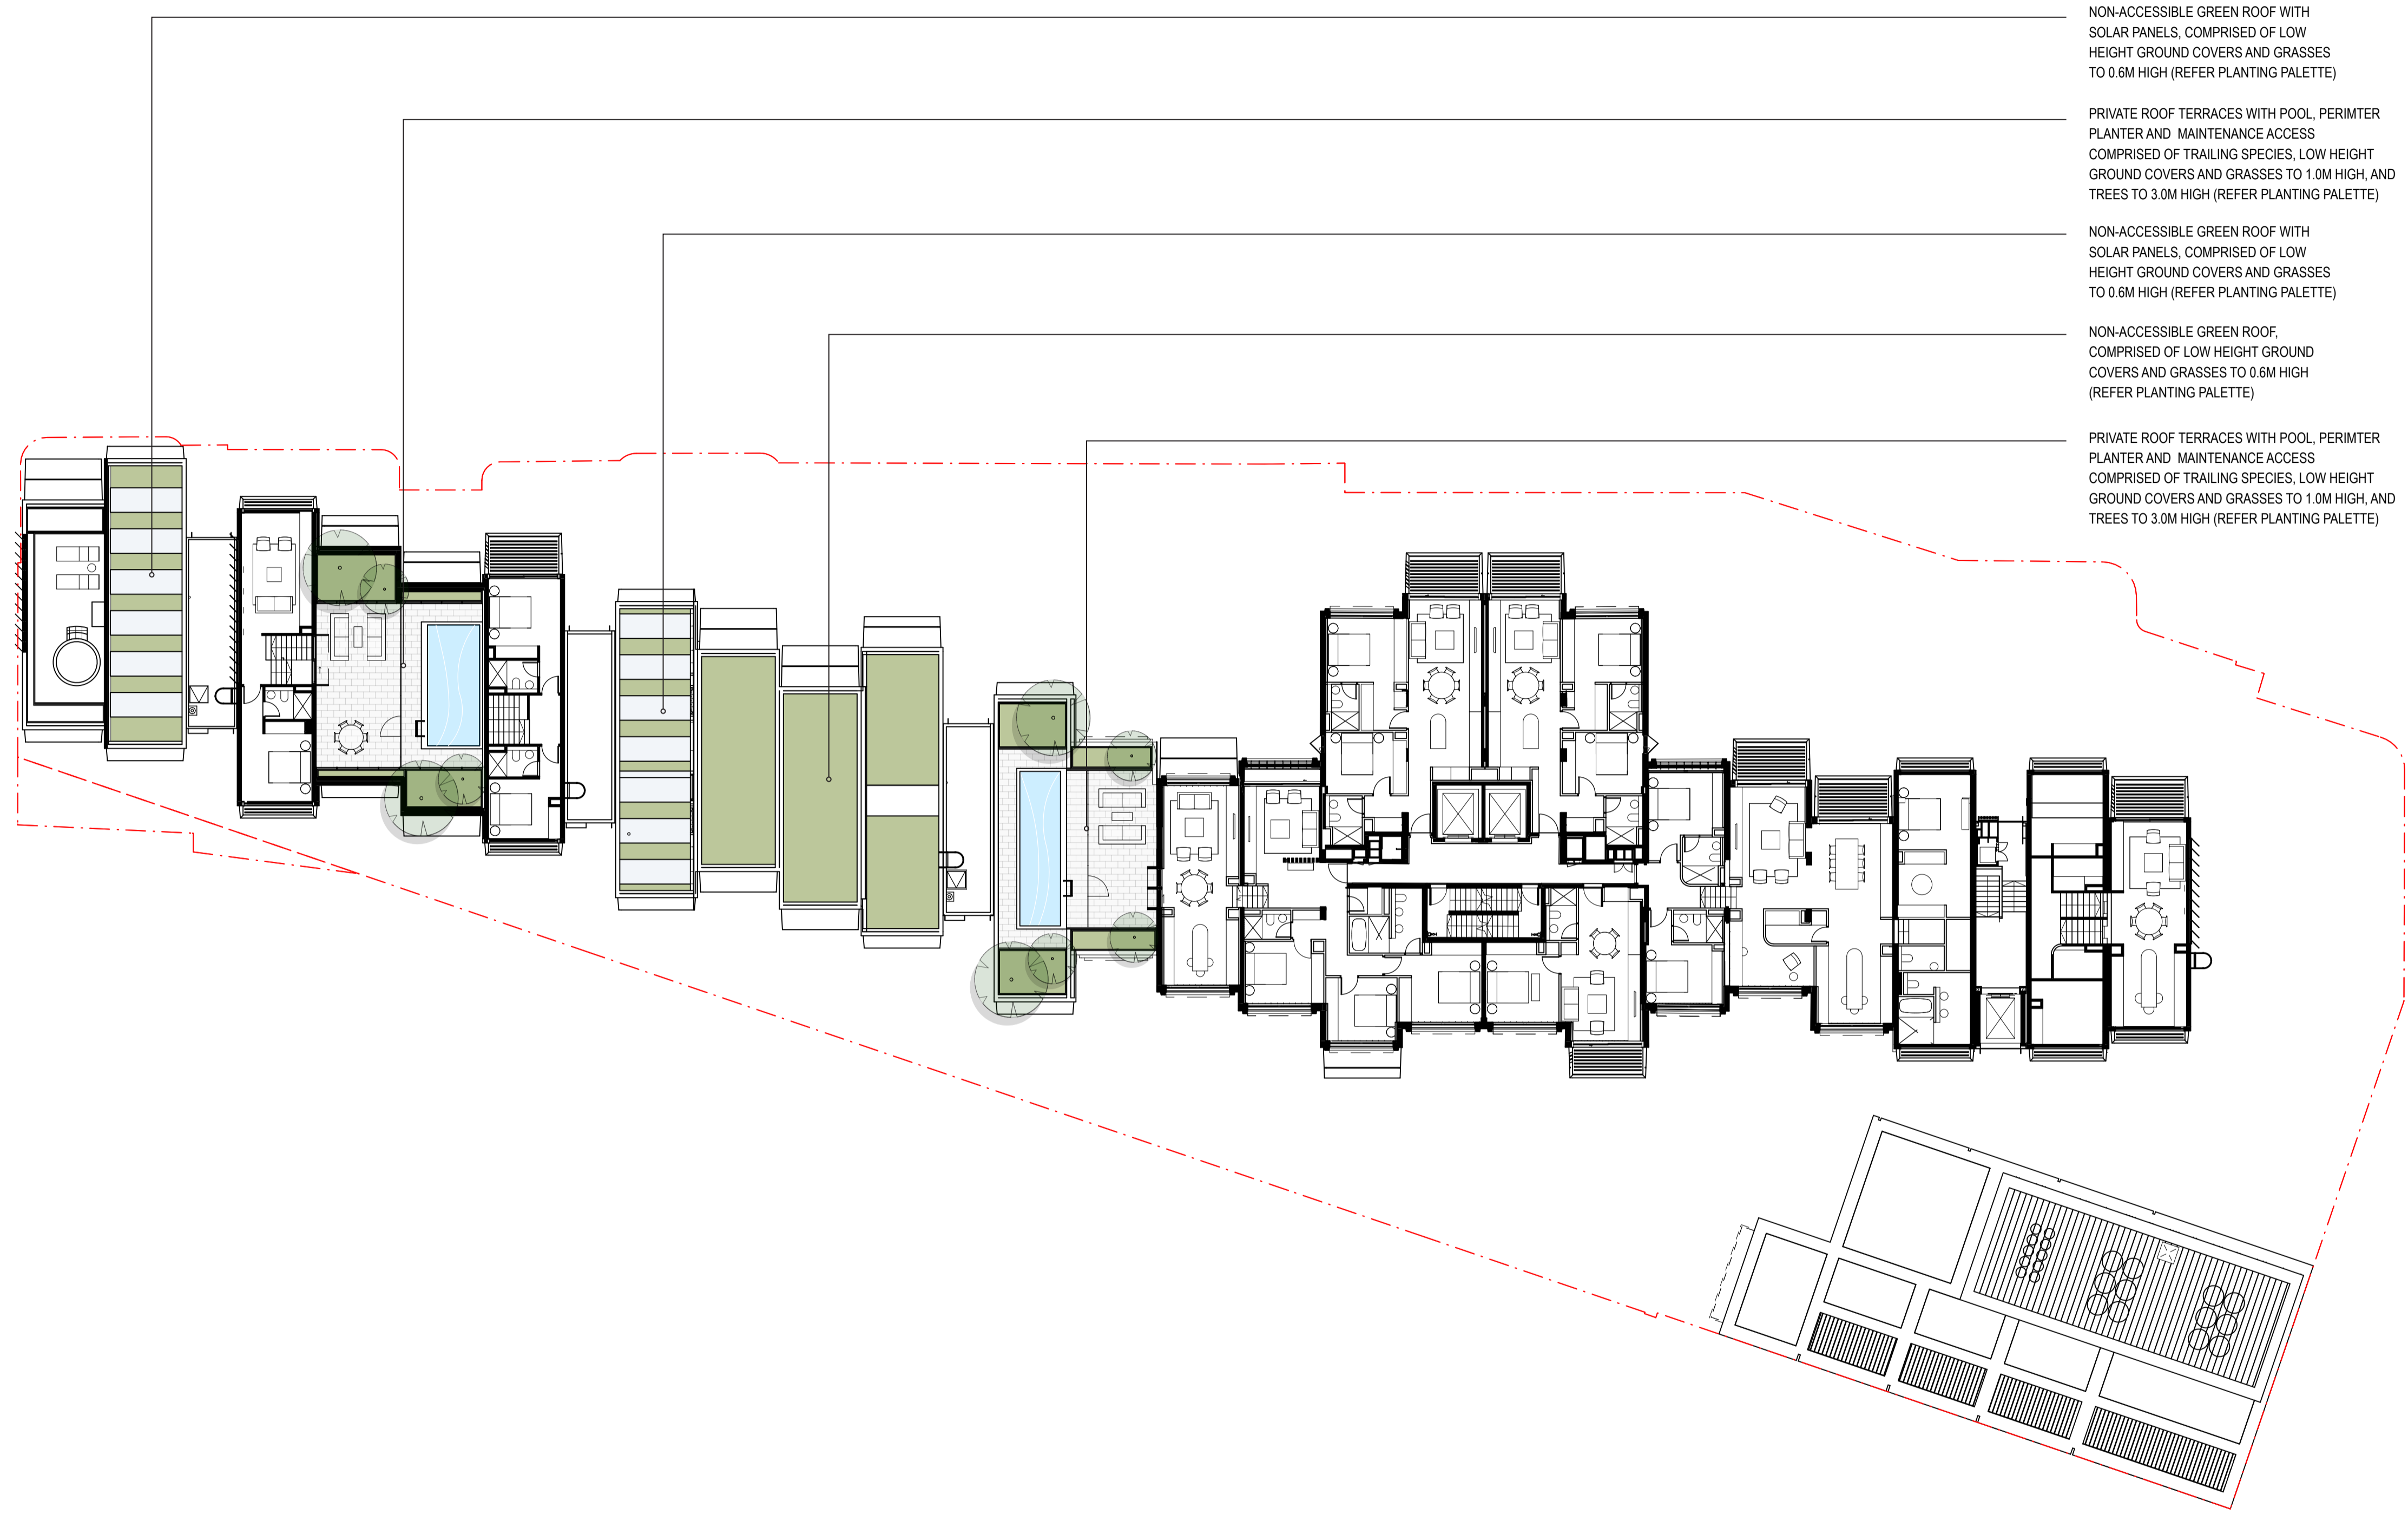 NON-ACCESSIBLE GREEN ROOF WITH
SOLAR PANELS, COMPRISED OF LOW
HEIGHT GROUND COVERS AND GRASSES
TO 0.6M HIGH (REFER PLANTING PALETTE)
PRIVATE ROOF TERRACES WITH POOL, PERIMTER
PLANTER AND MAINTENANCE ACCESS
COMPRISED OF TRAILING SPECIES, LOW HEIGHT
GROUND COVERS AND GRASSES TO 1.0M HIGH, AND
TREES TO 3.0M HIGH (REFER PLANTING PALETTE)
NON-ACCESSIBLE GREEN ROOF WITH
SOLAR PANELS, COMPRISED OF LOW
HEIGHT GROUND COVERS AND GRASSES
TO 0.6M HIGH (REFER PLANTING PALETTE)
NON-ACCESSIBLE GREEN ROOF,
COMPRISED OF LOW HEIGHT GROUND
COVERS AND GRASSES TO 0.6M HIGH
(REFER PLANTING PALETTE)
PRIVATE ROOF TERRACES WITH POOL, PERIMTER
PLANTER AND MAINTENANCE ACCESS
COMPRISED OF TRAILING SPECIES, LOW HEIGHT
GROUND COVERS AND GRASSES TO 1.0M HIGH, AND
TREES TO 3.0M HIGH (REFER PLANTING PALETTE)